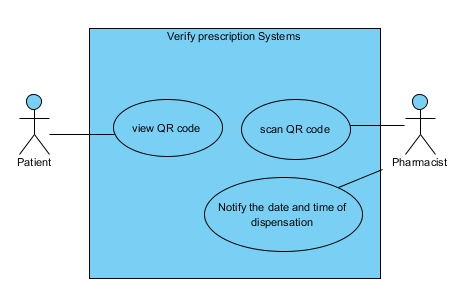 Verify prescription Systems
view QR code
scan QR code
Patient
Pharmacist
Notify the date and time of
dispensation